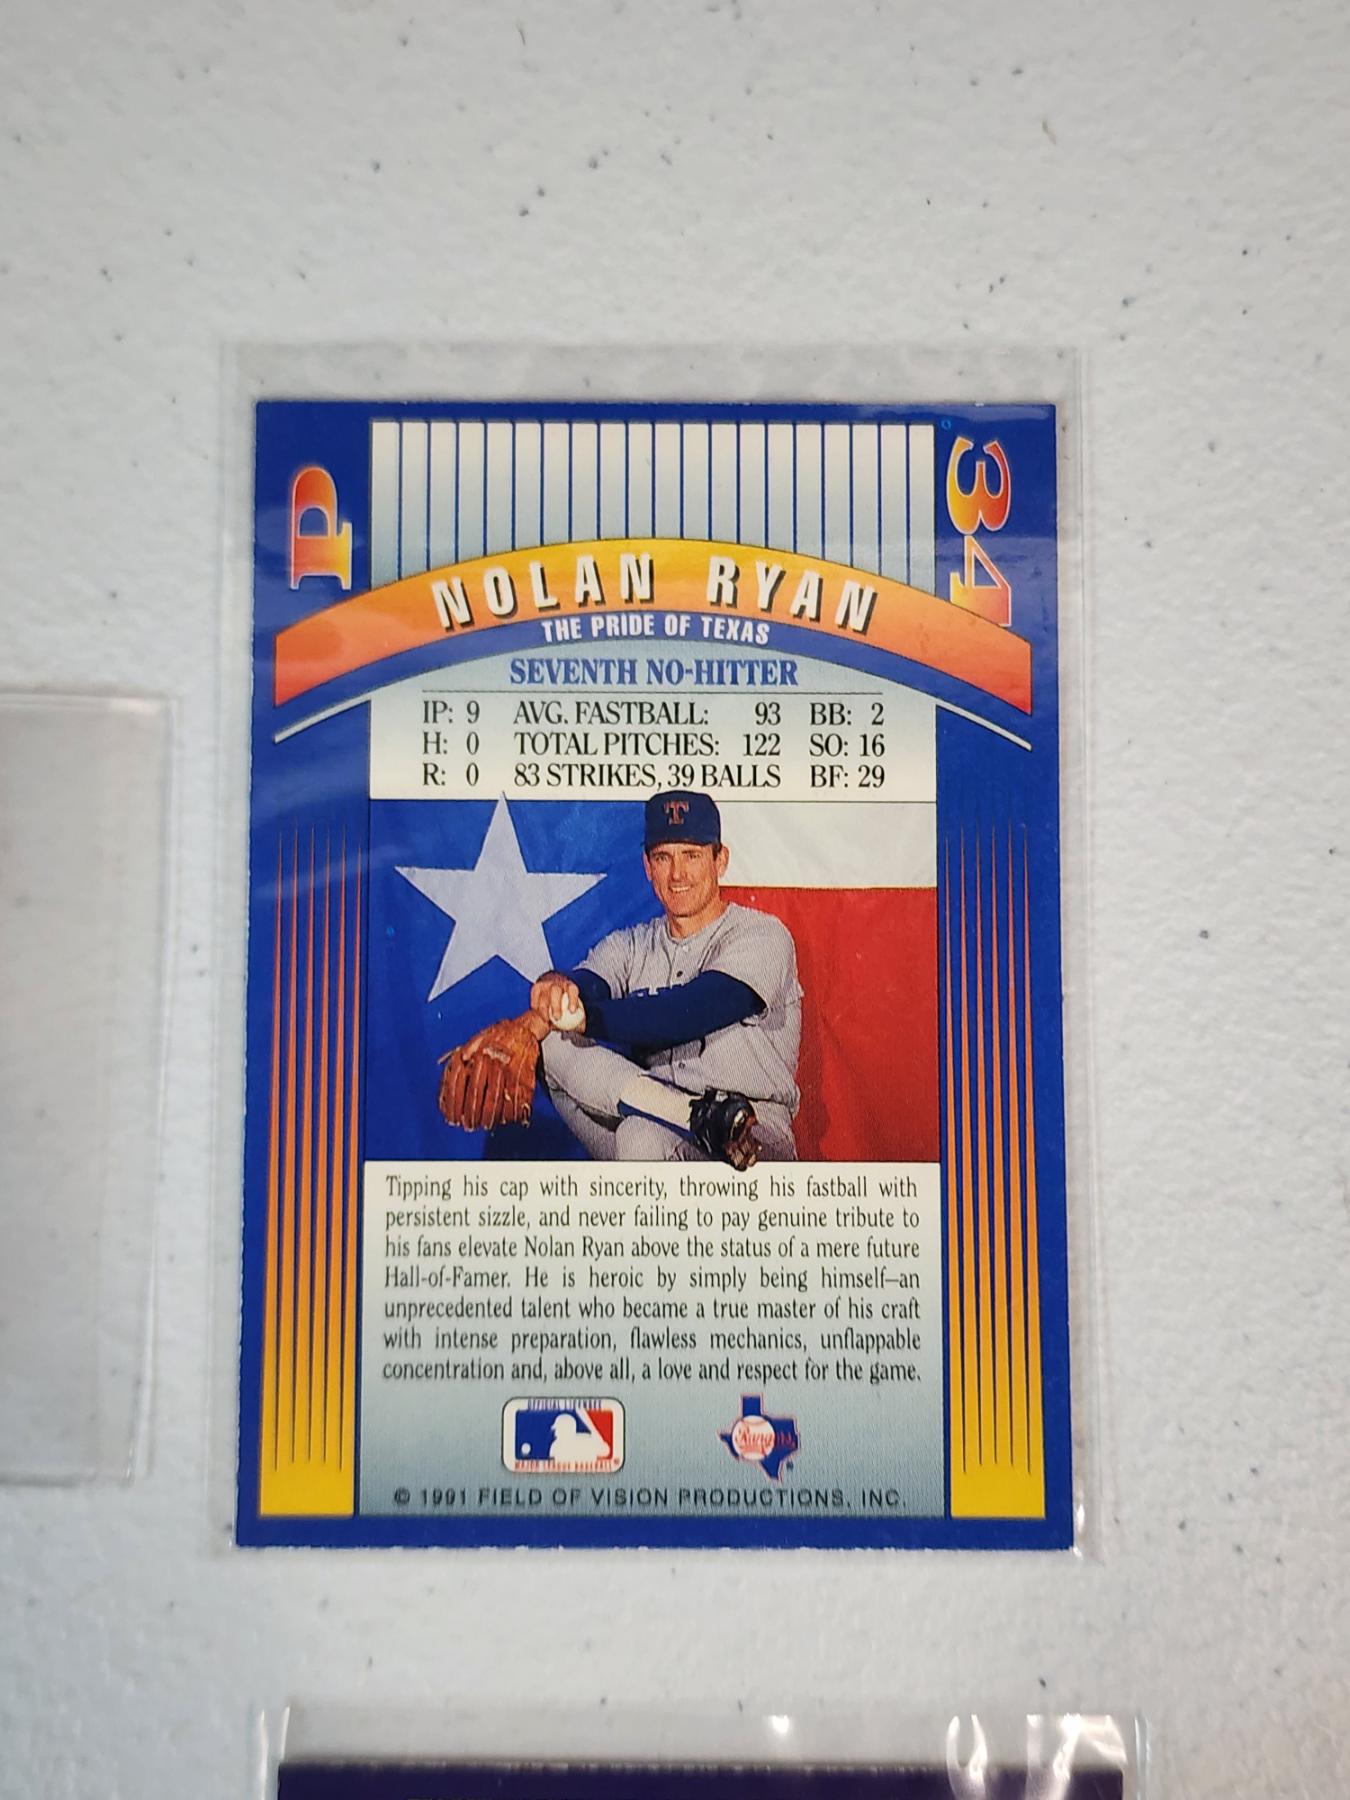 P
34
NOLAN RYAN
THE PRIDE OF TEXAS
SEVENTH NO-HITTER
IP: 9 AVG. FASTBALL: 93 BB: 2
H: 0 TOTAL PITCHES: 122 SO: 16
R: 0 83 STRIKES, 39 BALLS BF: 29
T
Tipping his cap with sincerity, throwing his fastball with
persistent sizzle, and never failing to pay genuine tribute to
his fans elevate Nolan Ryan above the status of a mere future
Hall-of-Famer. He is heroic by simply being himself—an
unprecedented talent who became a true master of his craft
with intense preparation, flawless mechanics, unflappable
concentration and, above all, a love and respect for the game.
OFFICIAL LICENSEE
MAJOR LEAGUE BASEBALL
Rangers
© 1991 FIELD OF VISION PRODUCTIONS, INC.